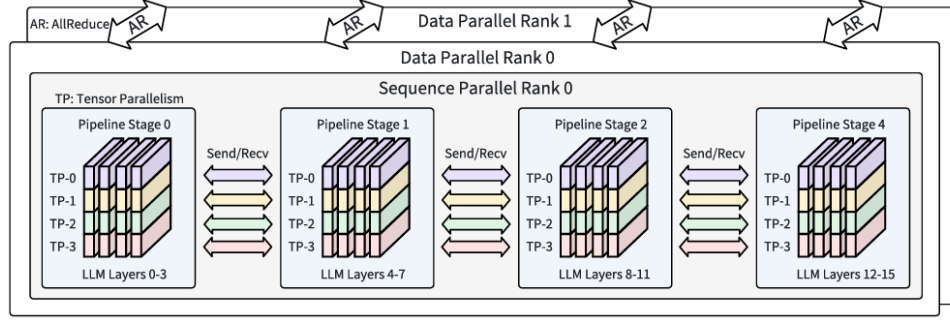 AR: AllReduce
AR
AR
AR
AR
Data Parallel Rank 1
Data Parallel Rank 0
Sequence Parallel Rank 0
TP: Tensor Parallelism
Pipeline Stage 0
TP-0
TP-1
TP-2
TP-3
LLM Layers 0-3
Send/Recv
Pipeline Stage 1
TP-0
TP-1
TP-2
TP-3
LLM Layers 4-7
Send/Recv
Pipeline Stage 2
TP-0
TP-1
TP-2
TP-3
LLM Layers 8-11
Send/Recv
Pipeline Stage 4
TP-0
TP-1
TP-2
TP-3
LLM Layers 12-15